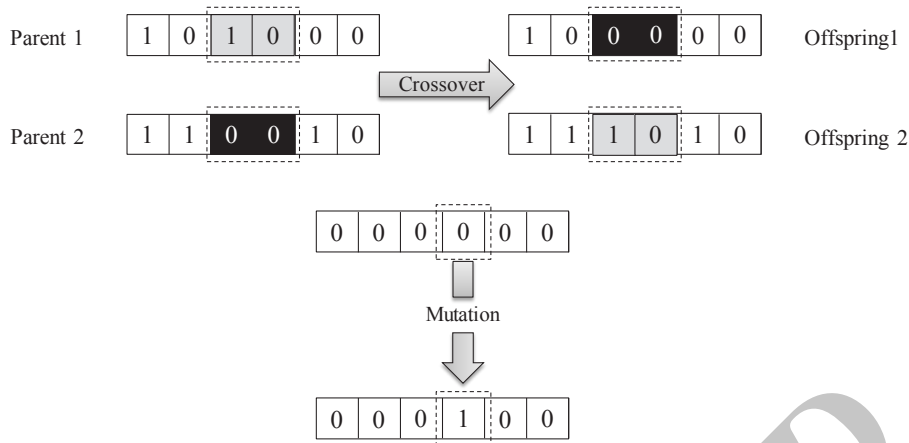 Parent 1 1 0 1 0 0 0 1 0 0 0 0 0 Offspring1
Crossover
Parent 2 1 1 0 0 1 0 1 1 1 0 1 0 Offspring 2
0 0 0 0 0 0
Mutation
0 0 0 1 0 0